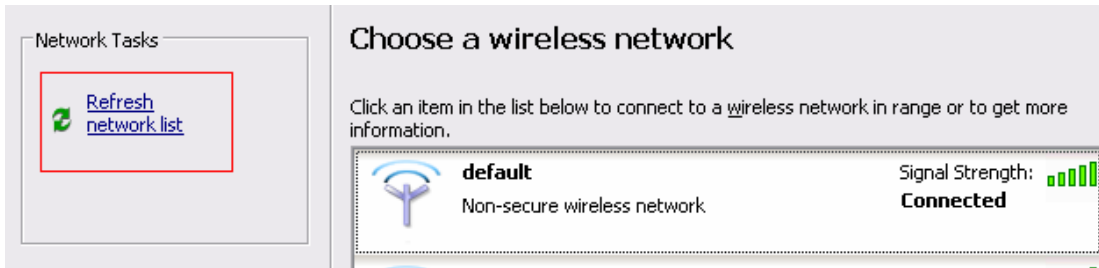 Network Tasks
Refresh
network list
Choose a wireless network
Click an item in the list below to connect to a wireless network in range or to get more
information.
default
Signal Strength:
Non-secure wireless network
Connected